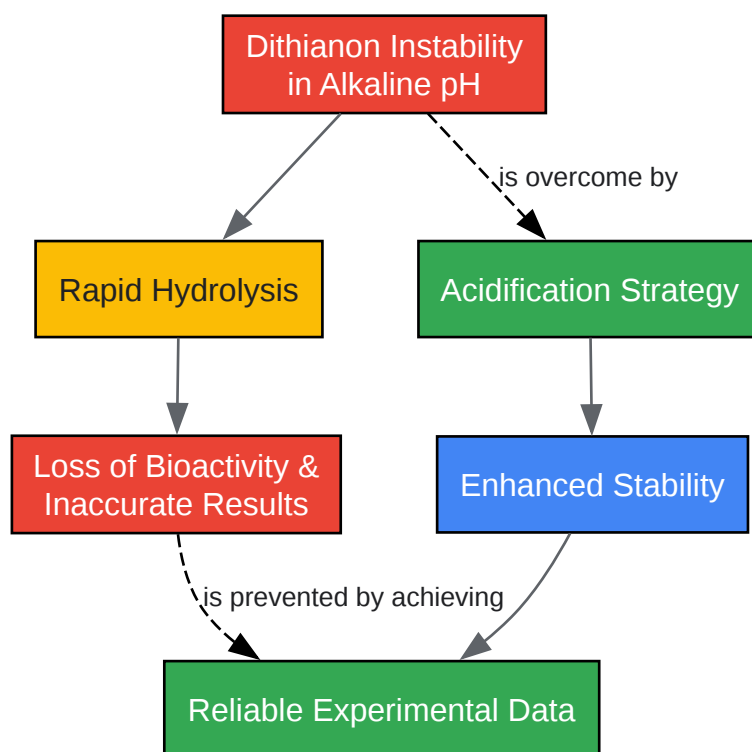 Dithianon Instability
in Alkaline pH
is overcome by
Rapid Hydrolysis
Acidification Strategy
Loss of Bioactivity &
Inaccurate Results
Enhanced Stability
is prevented by achieving
Reliable Experimental Data